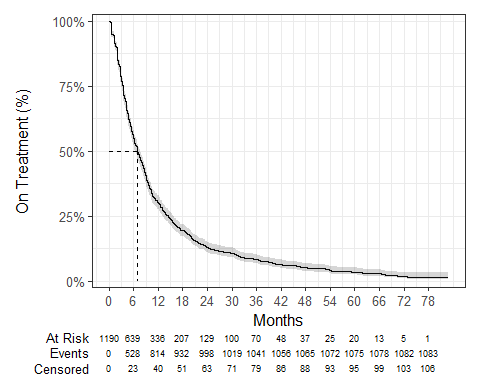 100%
75%
50%
25%
0%
On Treatment (%)
0 6 12 18 24 30 36 42 48 54 60 66 72 78
Months
At Risk 1190 639 336 207 129 100 70 48 37 25 20 13 5 1
Events 0 528 814 932 998 1019 1041 1056 1065 1072 1075 1078 1082 1083
Censored 0 23 40 51 63 71 79 86 88 93 95 99 103 106